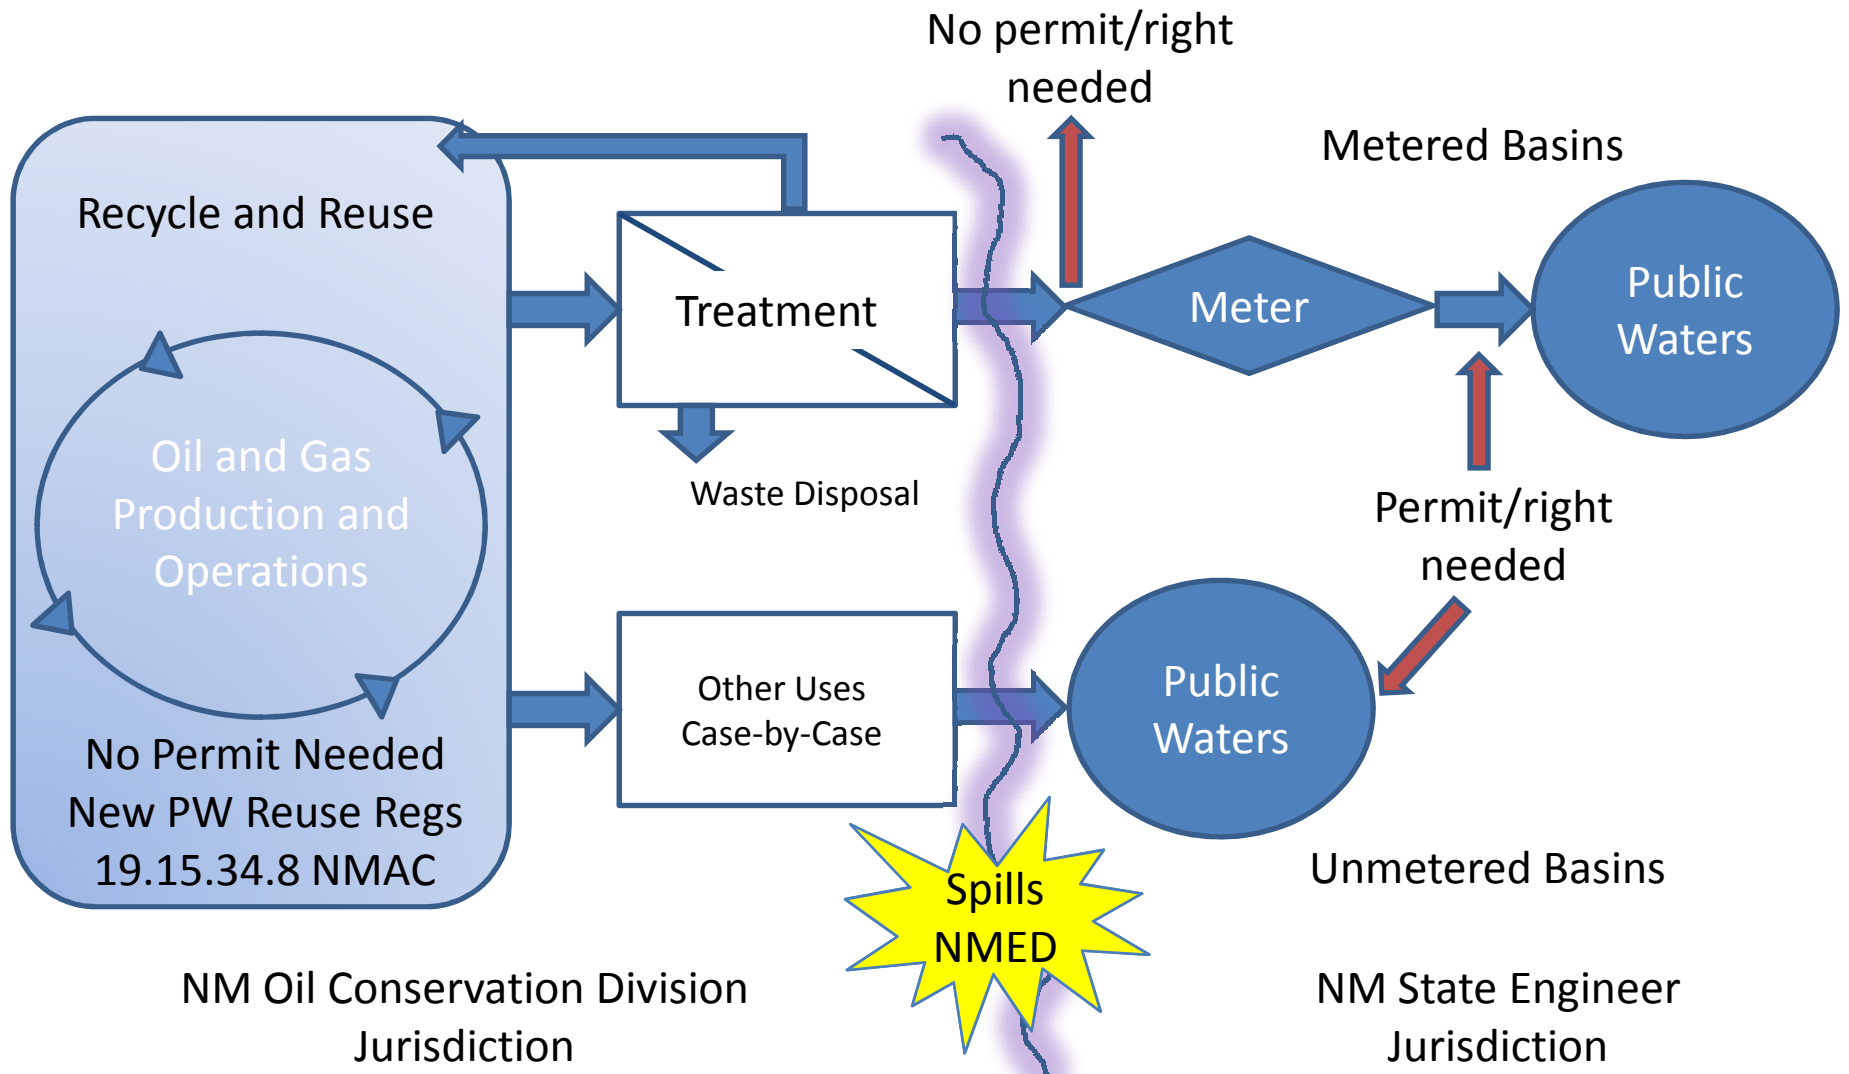 No permit/right
needed
Metered Basins
Recycle and Reuse
Treatment
Meter
Public
Waters
Oil and Gas
Production and
Operations
Waste Disposal
Permit/right
needed
Other Uses
Case-by-Case
Public
Waters
No Permit Needed
New PW Reuse Regs
19.15.34.8 NMAC
Spills
NMED
Unmetered Basins
NM Oil Conservation Division
Jurisdiction
NM State Engineer
Jurisdiction